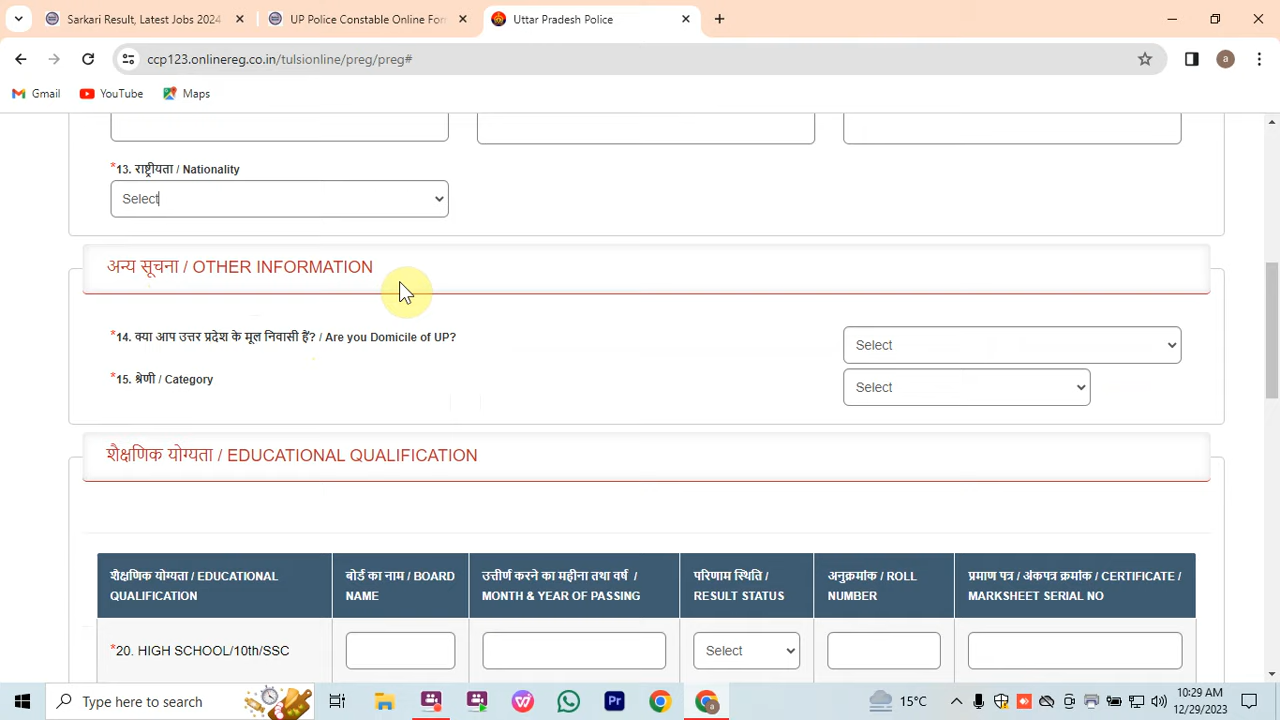 Sarkari Result, Latest Jobs 2024
UP Police Constable Online For
Uttar Pradesh Police
ccp123.onlinereg.co.in/tulsionline/preg/preg#
a
Gmail
YouTube
Maps
*13. राष्ट्रीयता / Nationality
Select
अन्य सूचना / OTHER INFORMATION
*14. क्या आप उत्तर प्रदेश के मूल निवासी हैं? / Are you Domicile of UP?
Select
*15. श्रेणी / Category
Select
शैक्षणिक योग्यता / EDUCATIONAL QUALIFICATION
शैक्षणिक योग्यता / EDUCATIONAL QUALIFICATION
बोर्ड का नाम / BOARD NAME
उत्तीर्ण करने का महीना तथा वर्ष / MONTH & YEAR OF PASSING
परिणाम स्थिति / RESULT STATUS
अनुक्रमांक / ROLL NUMBER
प्रमाण पत्र / अंकपत्र क्रमांक / CERTIFICATE / MARKSHEET SERIAL NO
*20. HIGH SCHOOL/10th/SSC
Select
Type here to search
15°C
10:29 AM
12/29/2023